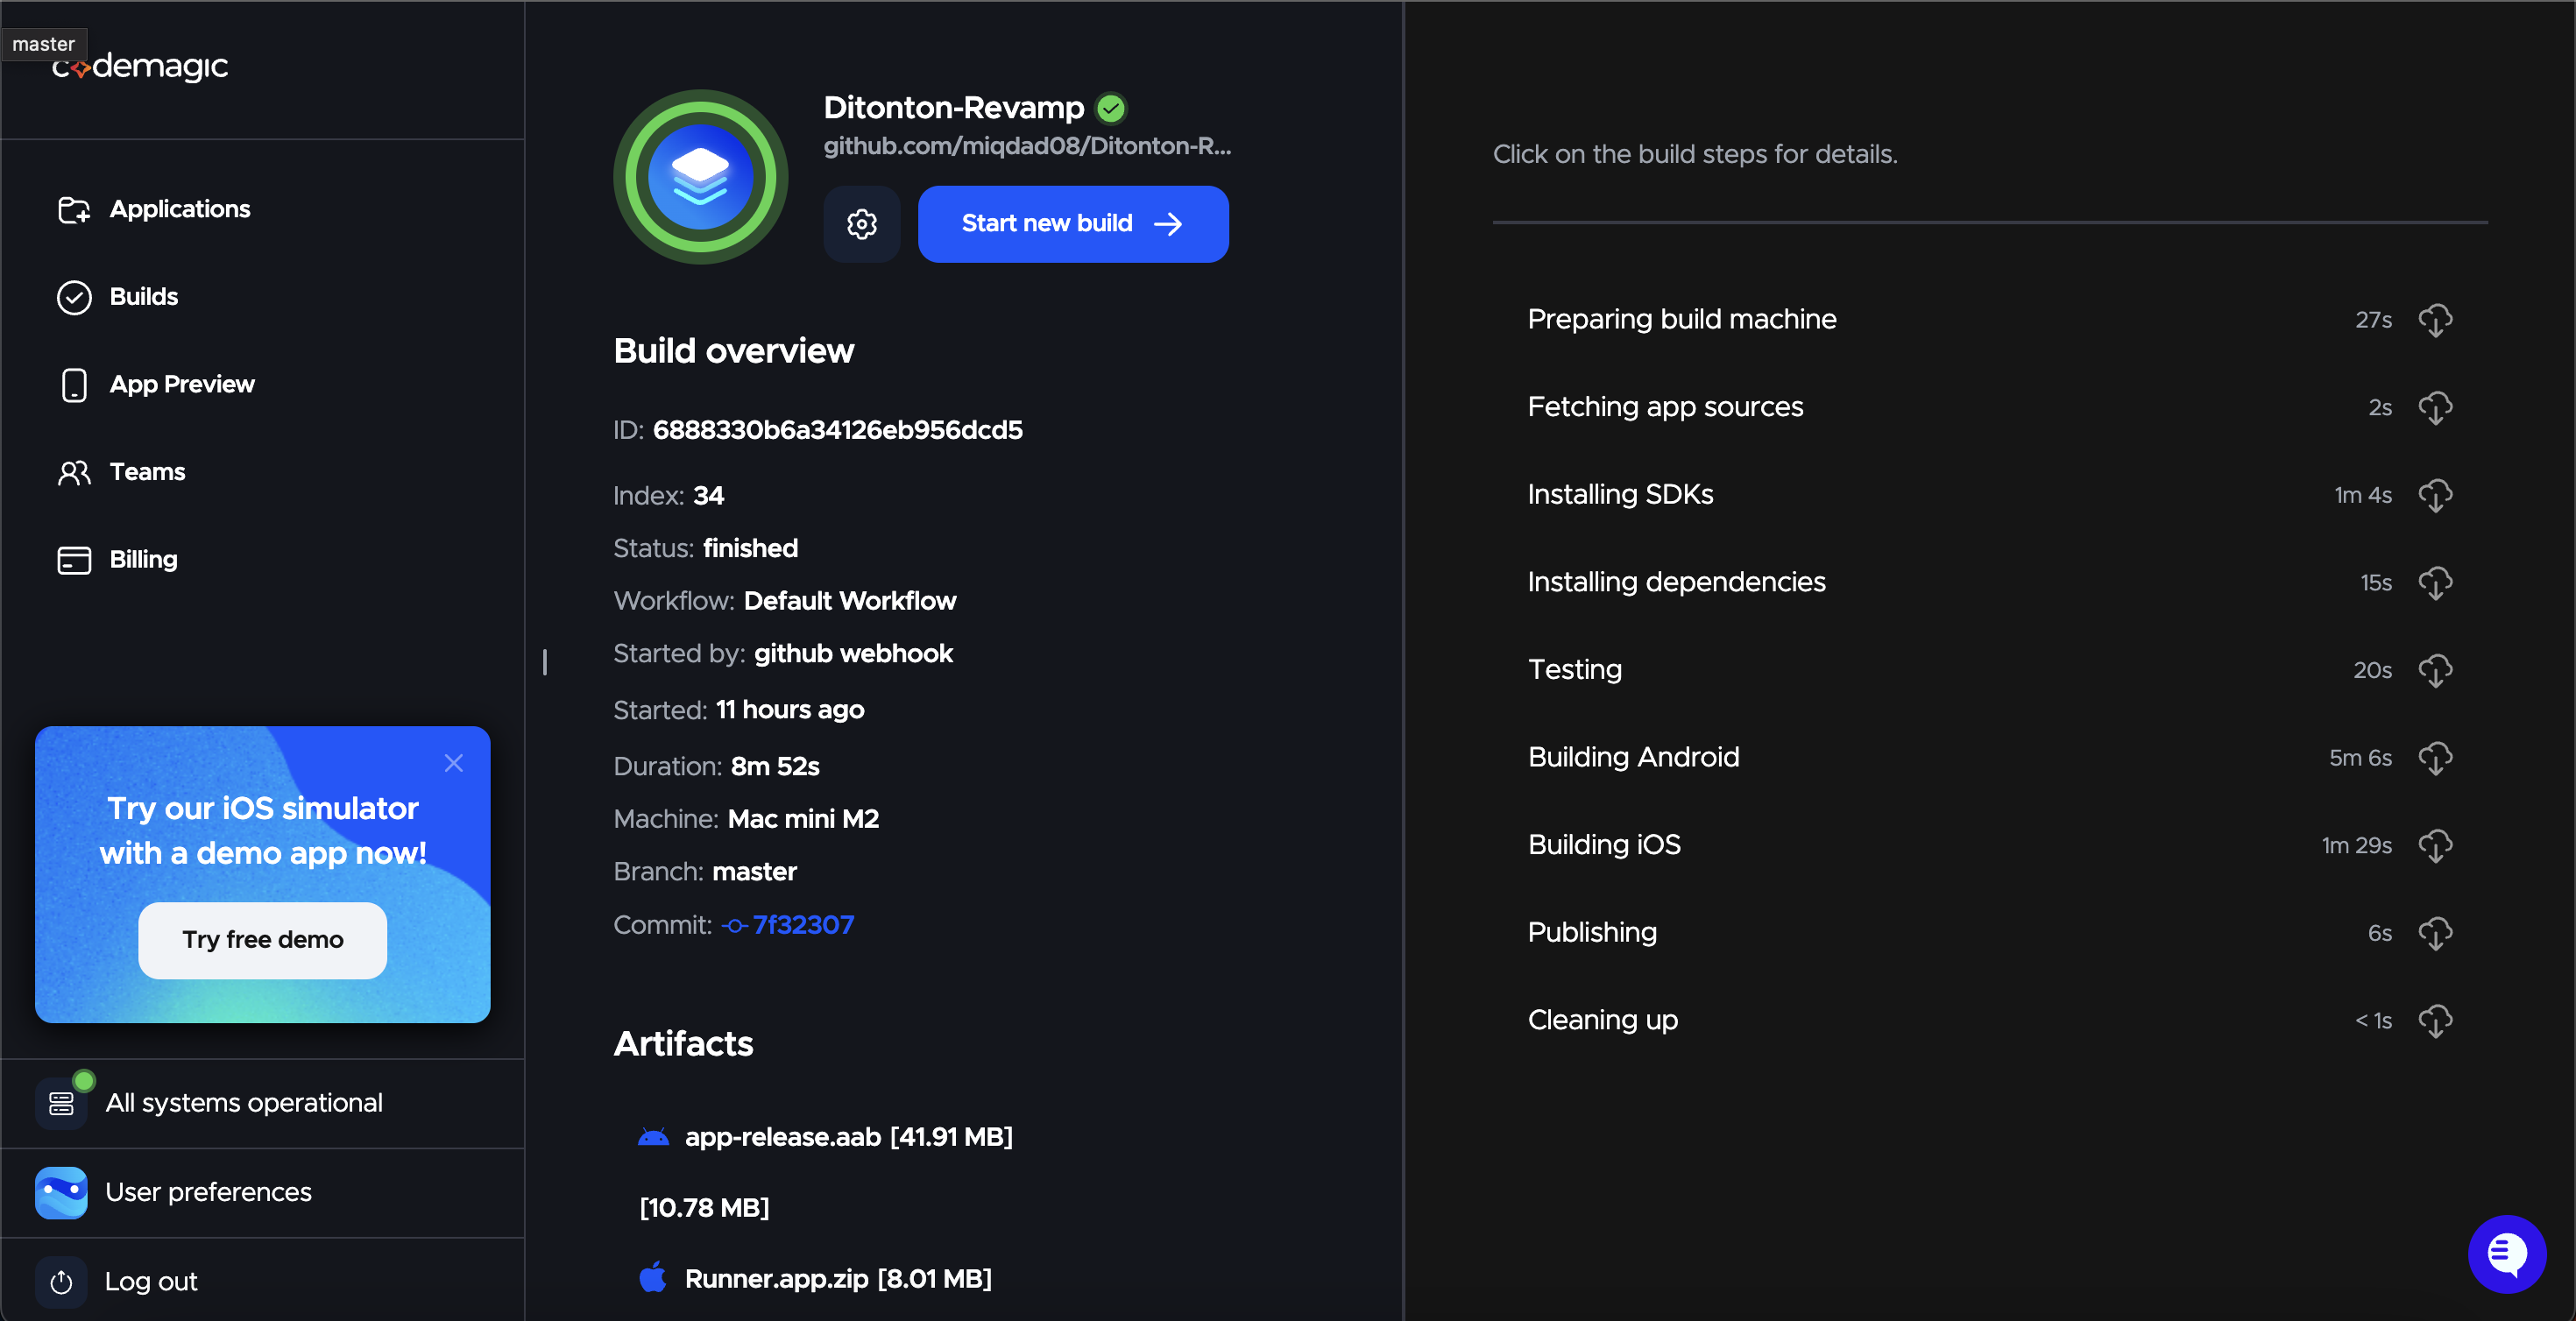 master
codemagic
Applications
Builds
App Preview
Teams
Billing
Try our iOS simulator
with a demo app now!
Try free demo
All systems operational
User preferences
Log out
Ditonton-Revamp
github.com/miqdad08/Ditonton-R...
Start new build
Build overview
ID: 6888330b6a34126eb956dcd5
Index: 34
Status: finished
Workflow: Default Workflow
Started by: github webhook
Started: 11 hours ago
Duration: 8m 52s
Machine: Mac mini M2
Branch: master
Commit: 7f32307
Artifacts
app-release.aab [41.91 MB]
[10.78 MB]
Runner.app.zip [8.01 MB]
Click on the build steps for details.
Preparing build machine 27s
Fetching app sources 2s
Installing SDKs 1m 4s
Installing dependencies 15s
Testing 20s
Building Android 5m 6s
Building iOS 1m 29s
Publishing 6s
Cleaning up < 1s